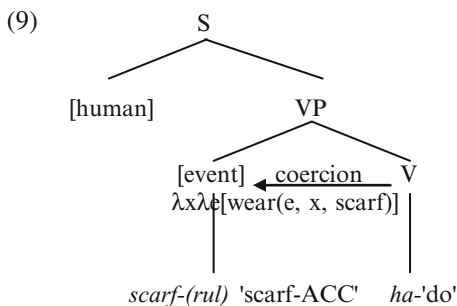 (9)
S
[human] VP
[event] coercion V
λxλe[wear(e, x, scarf)]
scarf-(rul) 'scarf-ACC' ha-'do'